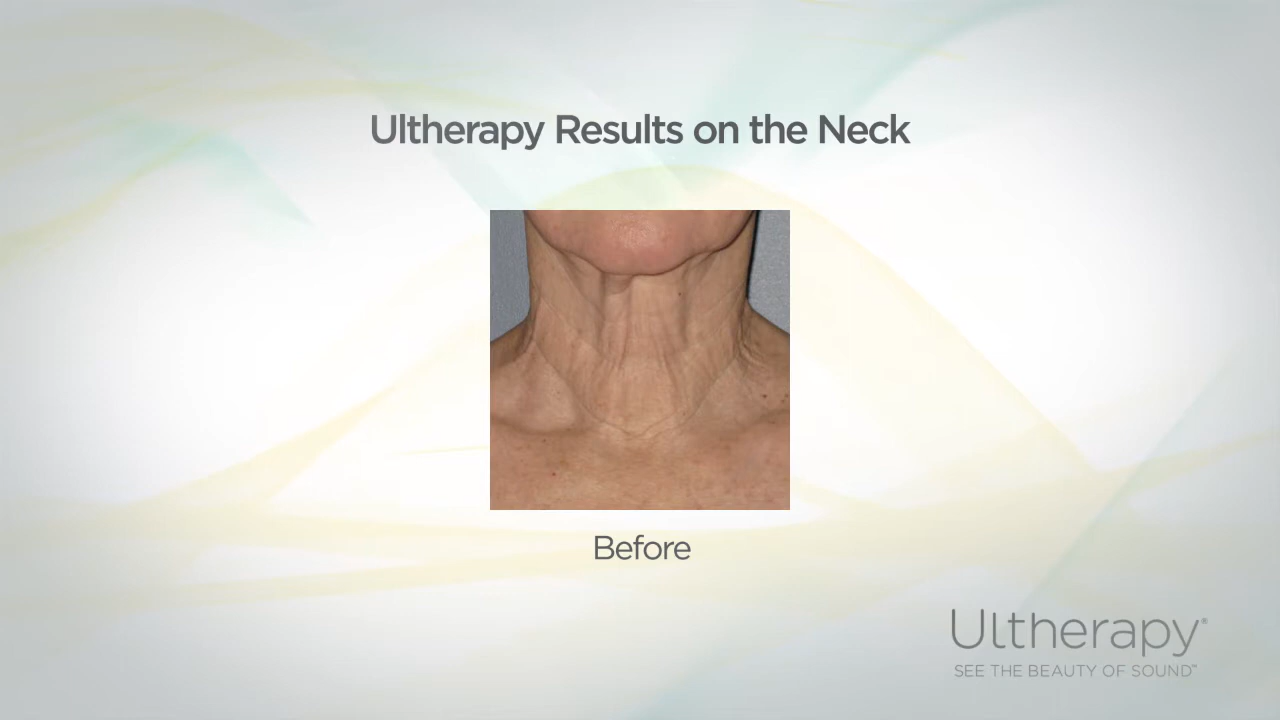 Ultherapy Results on the Neck
Before
Ultherapy®
SEE THE BEAUTY OF SOUND™